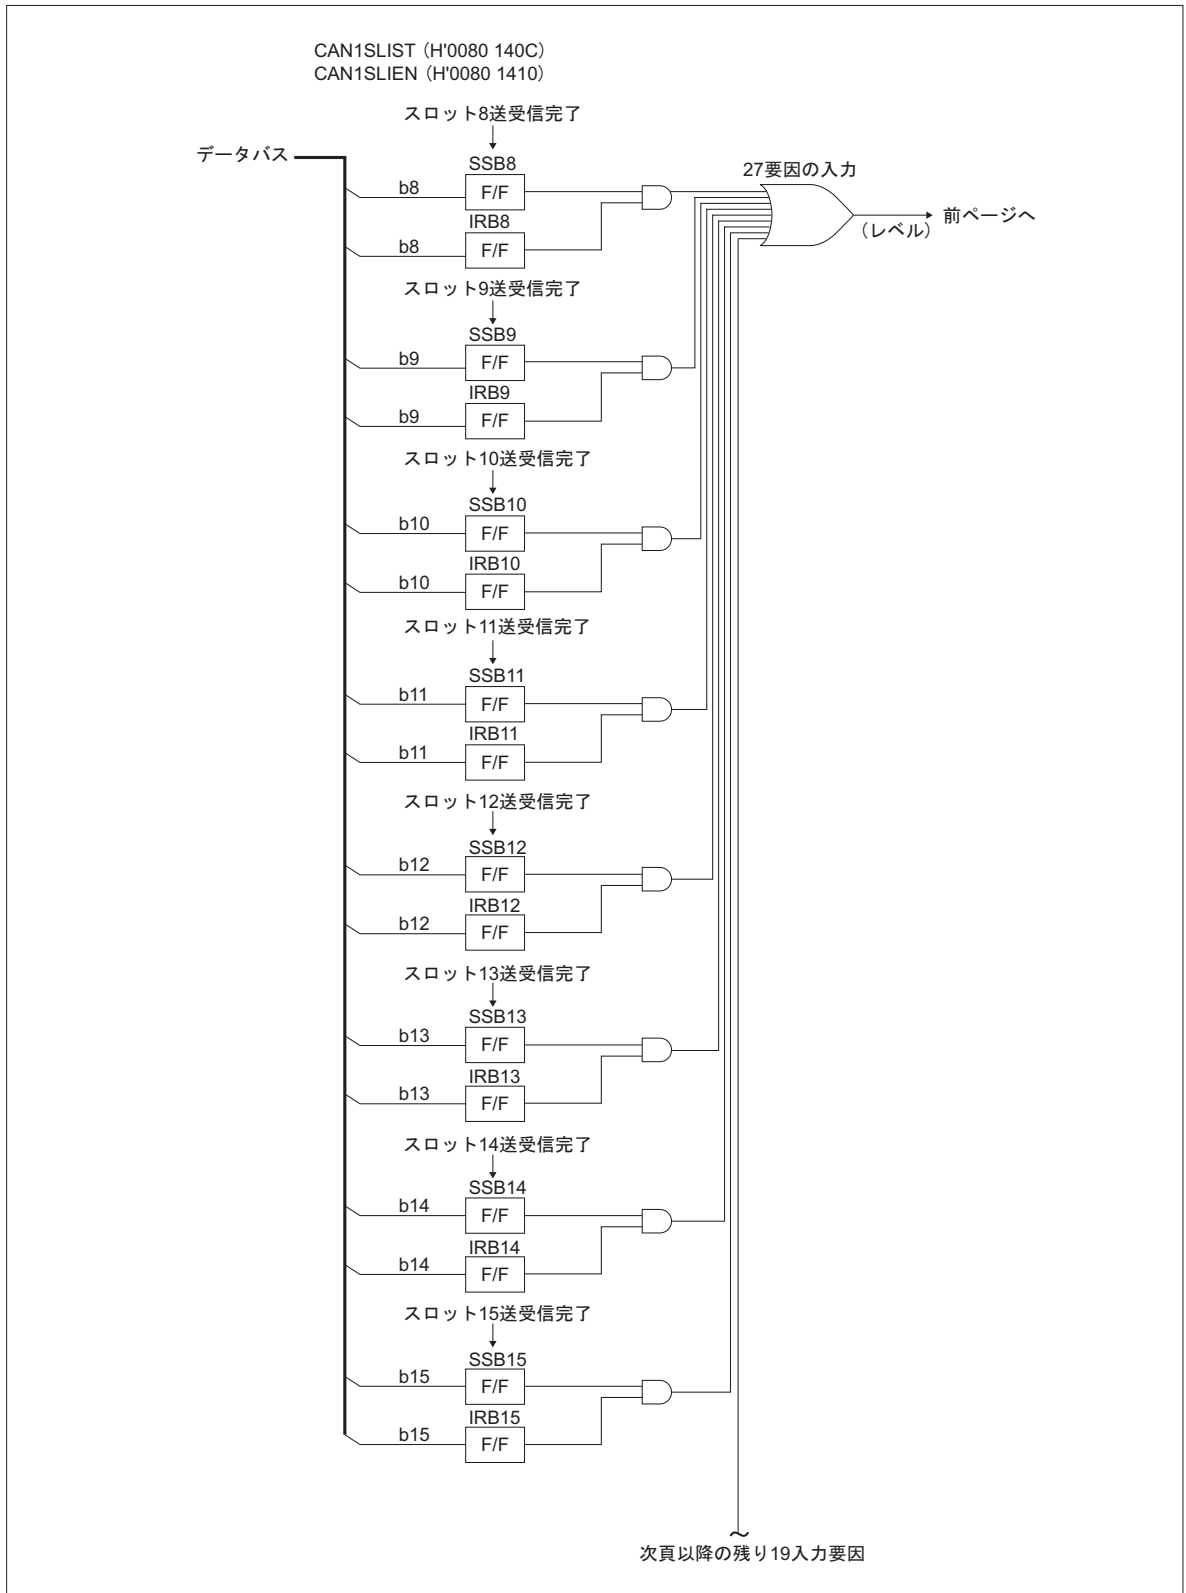 CAN1SLIST（H'0080 140C）
CAN1SLIEN（H'0080 1410）
スロット8送受信完了
データバス
SSB8
27要因の入力
b8
F/F
前ページへ
(レベル)
IRB8
b8
F/F
スロット9送受信完了
SSB9
b9
F/F
IRB9
b9
F/F
スロット10送受信完了
SSB10
b10
F/F
IRB10
b10
F/F
スロット11送受信完了
SSB11
b11
F/F
IRB11
b11
F/F
スロット12送受信完了
SSB12
b12
F/F
IRB12
b12
F/F
スロット13送受信完了
SSB13
b13
F/F
IRB13
b13
F/F
スロット14送受信完了
SSB14
b14
F/F
IRB14
b14
F/F
スロット15送受信完了
SSB15
b15
F/F
IRB15
b15
F/F
次頁以降の残り19入力要因